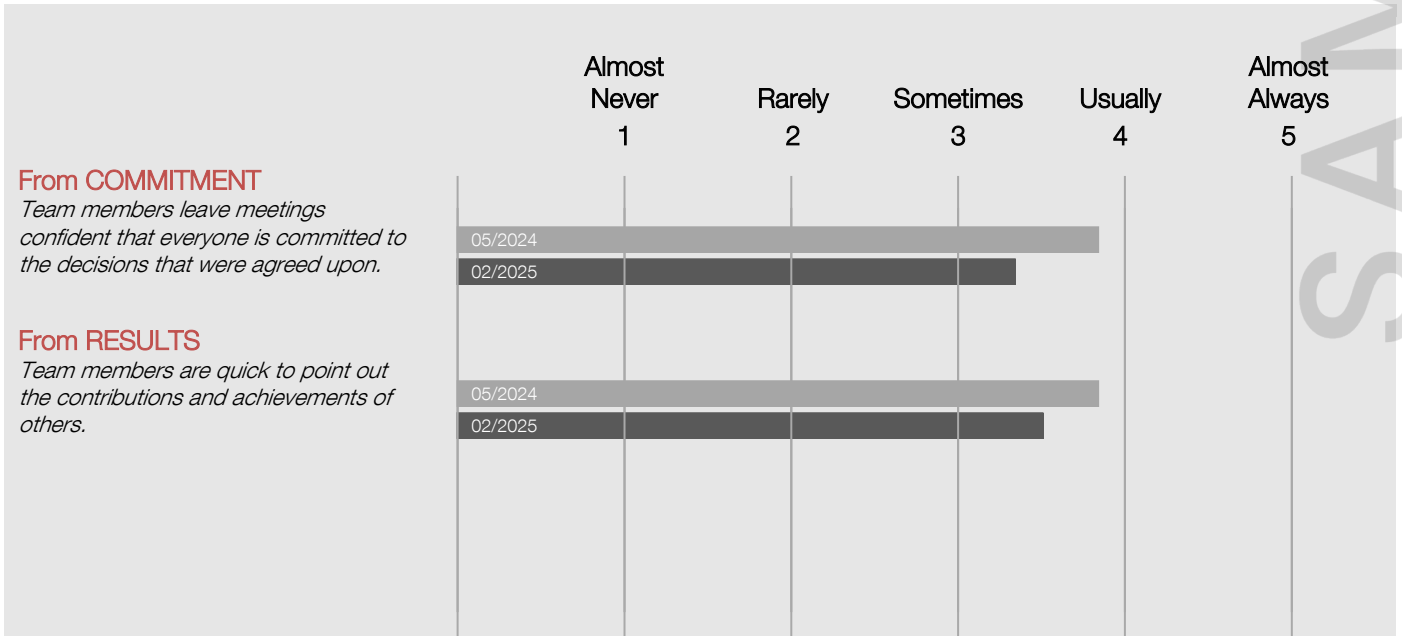 Almost
Never
Rarely
Sometimes
Usually
Almost
Always
1
2
3
4
5
From COMMITMENT
Team members leave meetings
confident that everyone is committed to
the decisions that were agreed upon.
05/2024
02/2025
From RESULTS
Team members are quick to point out
the contributions and achievements of
others.
05/2024
02/2025
SA